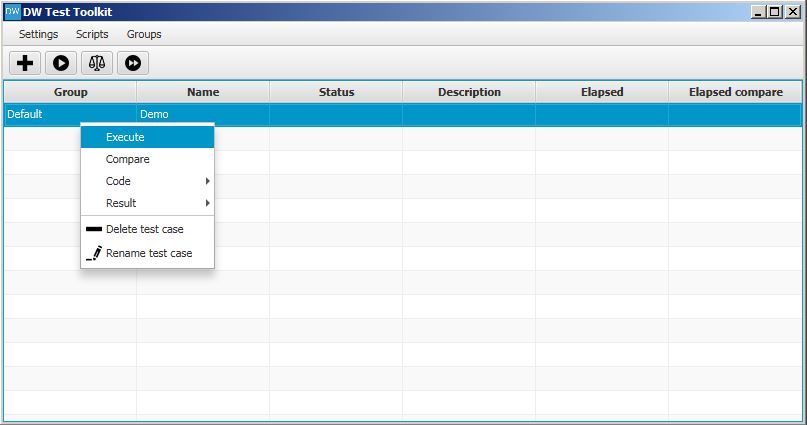 DW DW Test Toolkit
Settings Scripts Groups
Group Name Status Description Elapsed Elapsed compare
Default Demo
Execute
Compare
Code
Result
Delete test case
Rename test case